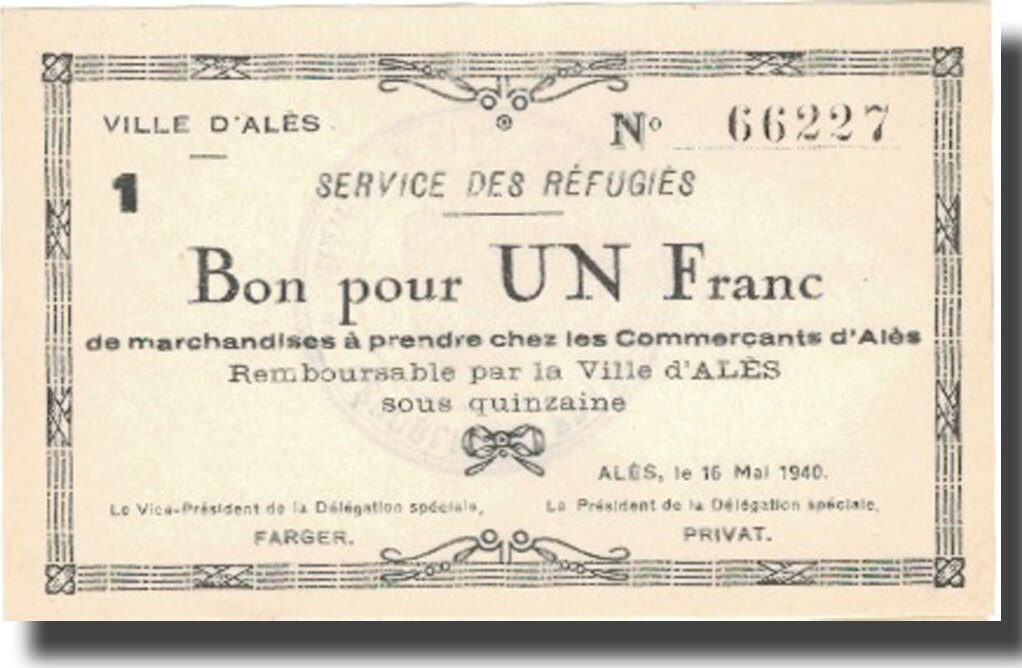 VILLE D'ALÈS
Nº 66227
1
SERVICE DES RÉFUGIÉS
Bon pour UN Franc
de marchandises à prendre chez les Commerçants d'Alès
Remboursable par la Ville d'ALÈS
sous quinzaine
ALÈS, le 16 Mai 1940.
Le Vice-Président de la Délégation spéciale,
FARGER.
Le Président de la Délégation spéciale,
PRIVAT.